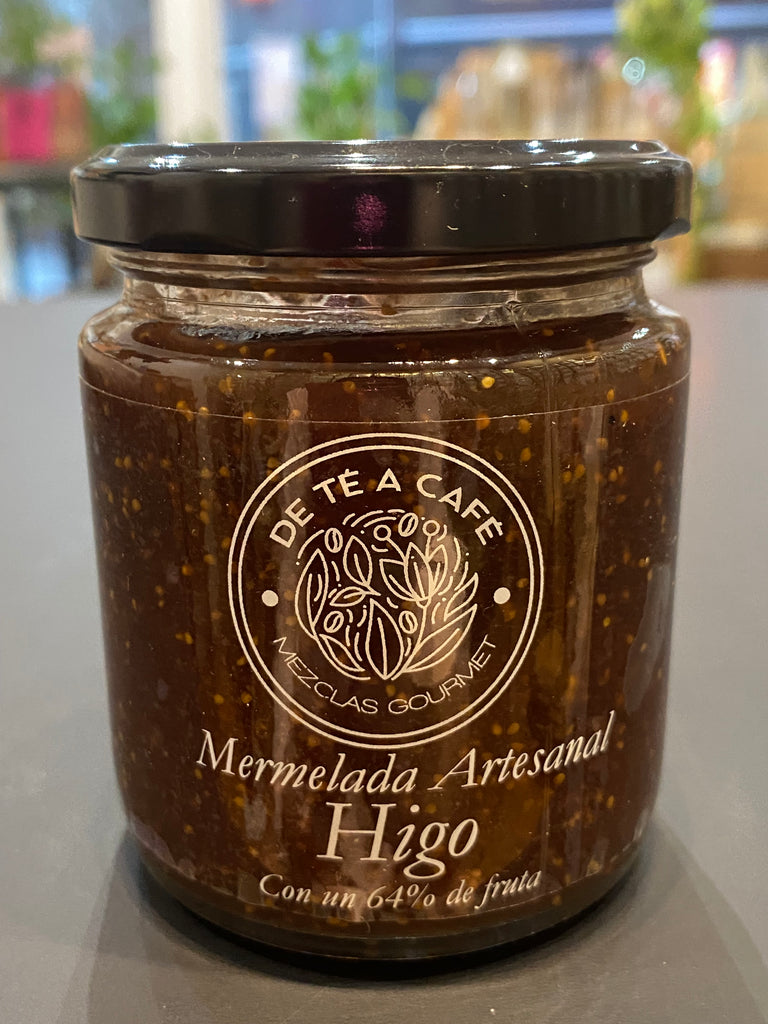 DE TÉ A CAFÉ
MEZCLAS GOURMET
Mermelada Artesanal
Higo
Con un 64% de fruta